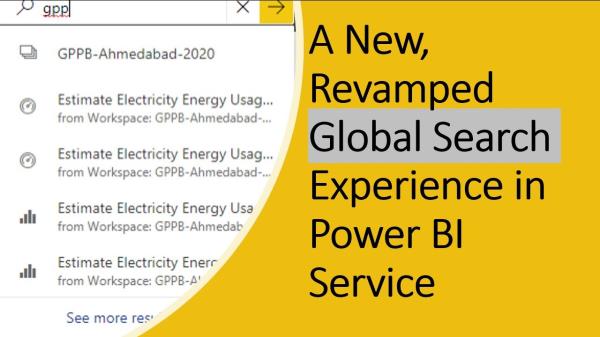 gpp
GPPB-Ahmedabad-2020
Estimate Electricity Energy Usag...
from Workspace: GPPB-Ahmedabad-...
Estimate Electricity Energy Usag...
from Workspace: GPPB-Ahmedabad-...
Estimate Electricity Energy Usa
from Workspace: GPPB-Ahmedab
Estimate Electricity Energ
from Workspace: GPPB-A
See more resu
A New,
Revamped
Global Search
Experience in
Power BI
Service